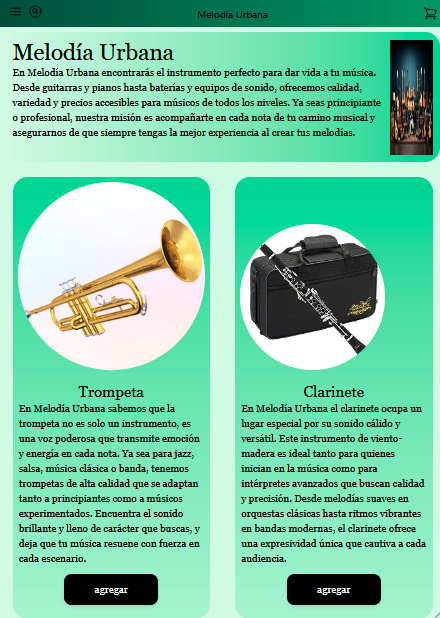 Melodía Urbana
Melodía Urbana
En Melodía Urbana encontrarás el instrumento perfecto para dar vida a tu música.
Desde guitarras y pianos hasta baterías y equipos de sonido, ofrecemos calidad,
variedad y precios accesibles para músicos de todos los niveles. Ya seas principiante
o profesional, nuestra misión es acompañarte en cada nota de tu camino musical y
asegurarnos de que siempre tengas la mejor experiencia al crear tus melodías.
Trompeta
En Melodía Urbana sabemos que la
trompeta no es solo un instrumento, es
una voz poderosa que transmite emoción
y energía en cada nota. Ya sea para jazz,
salsa, música clásica o banda, tenemos
trompetas de alta calidad que se adaptan
tanto a principiantes como a músicos
experimentados. Encuentra el sonido
brillante y lleno de carácter que buscas, y
deja que tu música resuene con fuerza en
cada escenario.
agregar
Clarinete
En Melodía Urbana el clarinete ocupa un
lugar especial por su sonido cálido y
versátil. Este instrumento de viento-
madera es ideal tanto para quienes
inician en la música como para
intérpretes avanzados que buscan calidad
y precisión. Desde melodías suaves en
orquestas clásicas hasta ritmos vibrantes
en bandas modernas, el clarinete ofrece
una expresividad única que cautiva a cada
audiencia.
agregar